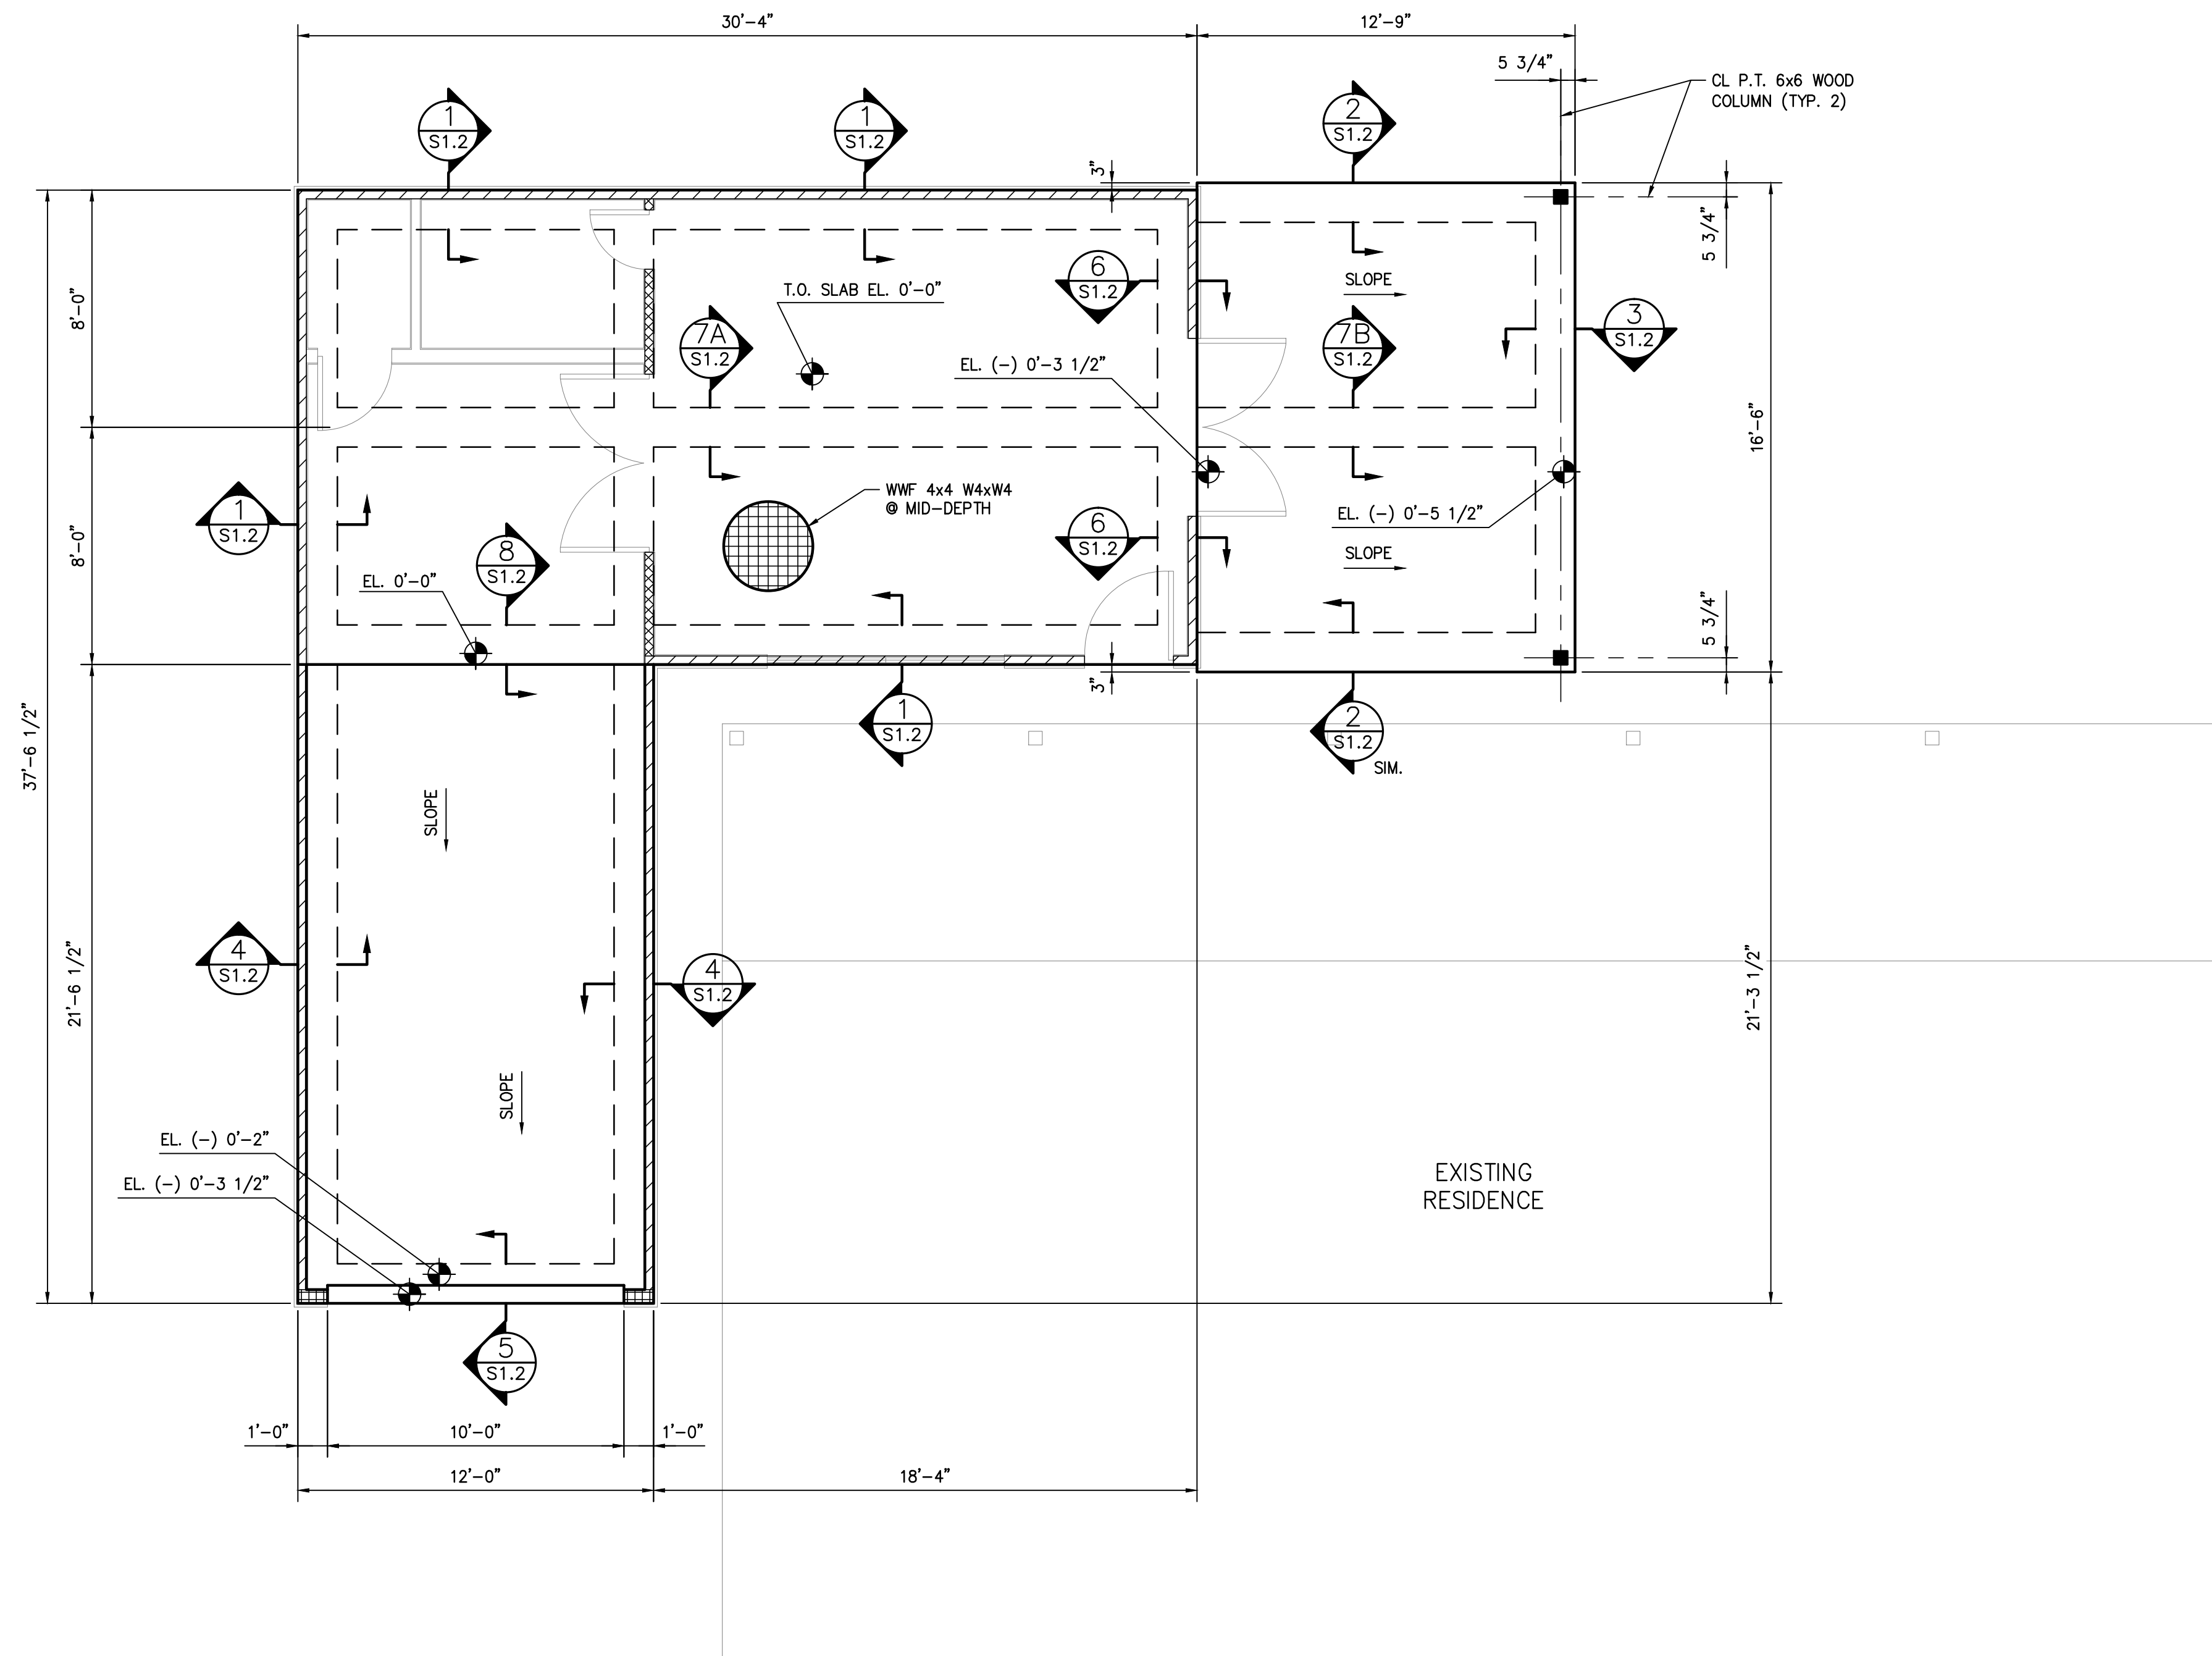 30'-4"
12'-9"
5 3/4"
CL P.T. 6x6 WOOD
COLUMN (TYP. 2)
1
S1.2
1
S1.2
2
S1.2
3"
5 3/4"
8'-0"
6
S1.2
SLOPE
T.O. SLAB EL. 0'-0"
7A
S1.2
7B
S1.2
3
S1.2
EL. (-) 0'-3 1/2"
16'-6"
WWF 4x4 W4xW4
@ MID-DEPTH
1
S1.2
8
S1.2
6
S1.2
EL. (-) 0'-5 1/2"
8'-0"
SLOPE
EL. 0'-0"
5 3/4"
3"
1
S1.2
2
S1.2
SIM.
37'-6 1/2"
SLOPE
4
S1.2
4
S1.2
21'-6 1/2"
21'-3 1/2"
SLOPE
EL. (-) 0'-2"
EL. (-) 0'-3 1/2"
EXISTING
RESIDENCE
5
S1.2
1'-0"
10'-0"
1'-0"
12'-0"
18'-4"